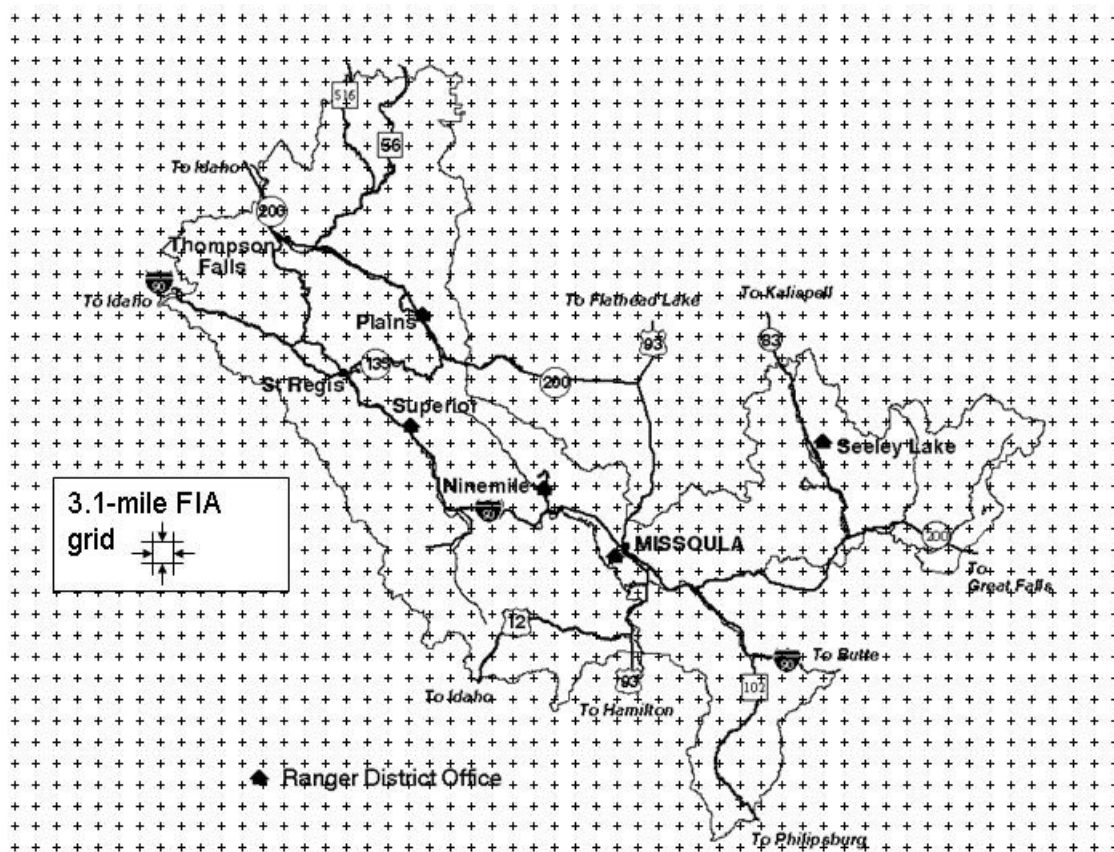 516
56
To Idaho
200
Thompson
Falls
90
To Idaho
To Flathead Lake
To Kalispell
Plains
93
83
St Regis
135
200
Superior
Seeley Lake
Ninemile
90
3.1-mile FIA
grid
MISSOULA
200
To
Great Falls
12
To Butte
90
To Idaho
93
102
To Hamilton
Ranger District Office
To Philipsburg